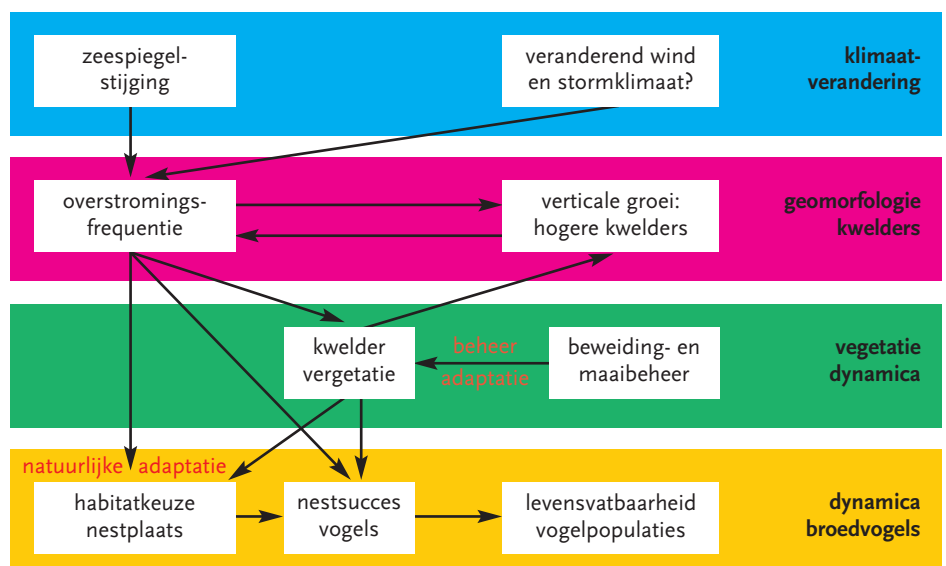 zeespiegel-
stijging
veranderend wind
en stormklimaat?
klimaat-
verandering
overstromings-
frequentie
verticale groei:
hogere kwelders
geomorfologie
kwelders
kwelder
vergetatie
beheer
adaptatie
beweiding- en
maaibeheer
vegetatie
dynamica
natuurlijke adaptatie
habitatkeuze
nestplaats
nestsucces
vogels
levensvatbaarheid
vogelpopulaties
dynamica
broedvogels